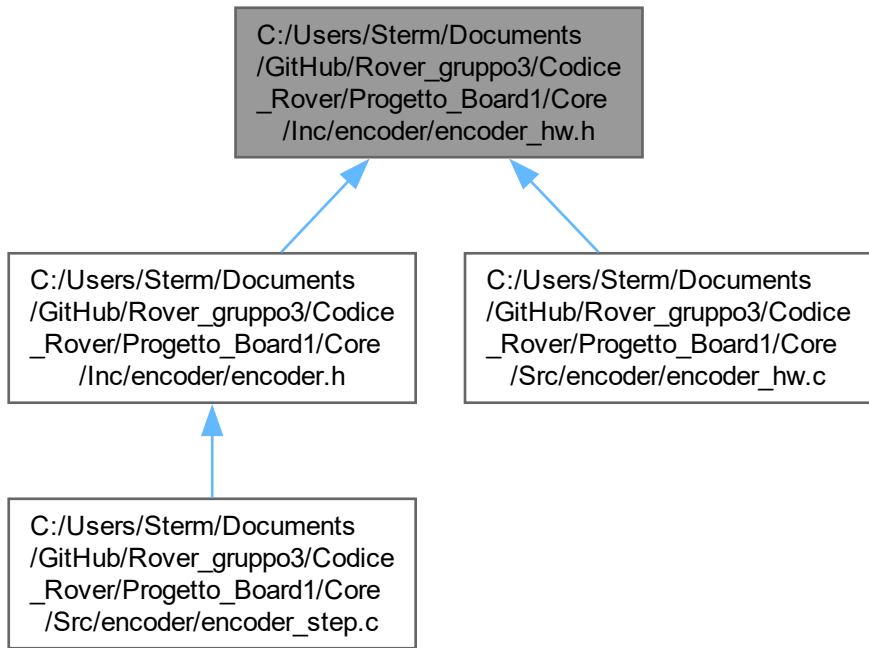 C:/Users/Sterm/Documents
/GitHub/Rover_gruppo3/Codice
_Rover/Progetto_Board1/Core
/Inc/encoder/encoder_hw.h
C:/Users/Sterm/Documents
/GitHub/Rover_gruppo3/Codice
_Rover/Progetto_Board1/Core
/Inc/encoder/encoder.h
C:/Users/Sterm/Documents
/GitHub/Rover_gruppo3/Codice
_Rover/Progetto_Board1/Core
/Src/encoder/encoder_hw.c
C:/Users/Sterm/Documents
/GitHub/Rover_gruppo3/Codice
_Rover/Progetto_Board1/Core
/Src/encoder/encoder_step.c